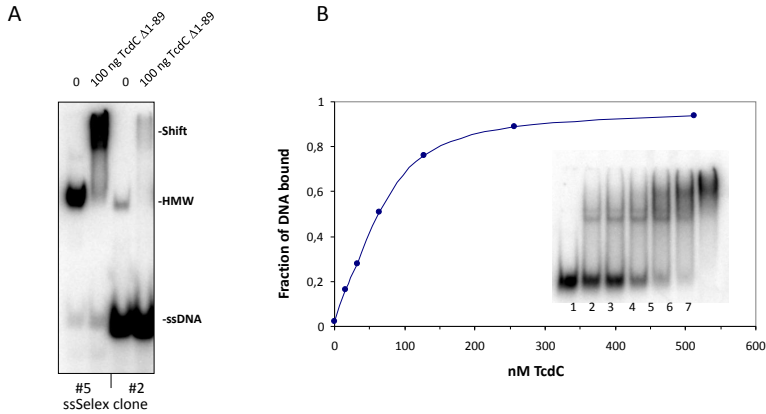 A
B
0
100 ng TcdC Δ1-89
0
100 ng TcdC Δ1-89
-Shift
-HMW
-ssDNA
#5
#2
ssSelex clone
Fraction of DNA bound
1
0,8
0,6
0,4
0,2
0
0 100 200 300 400 500 600
nM TcdC
1 2 3 4 5 6 7